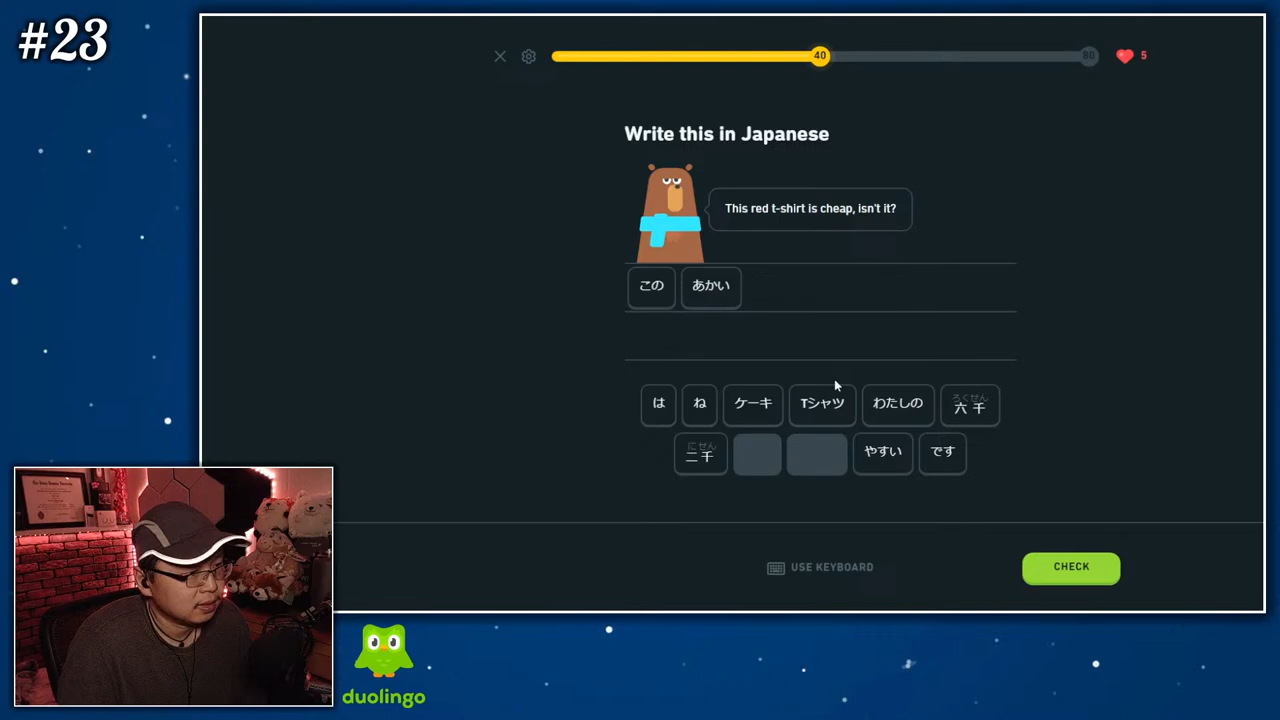 #23
40
80
5
Write this in Japanese
This red t-shirt is cheap, isn't it?
この あかい
は ね ケーキ Tシャツ わたしの 六千 ろくぜん
二千 にせん やすい です
USE KEYBOARD
CHECK
duolingo